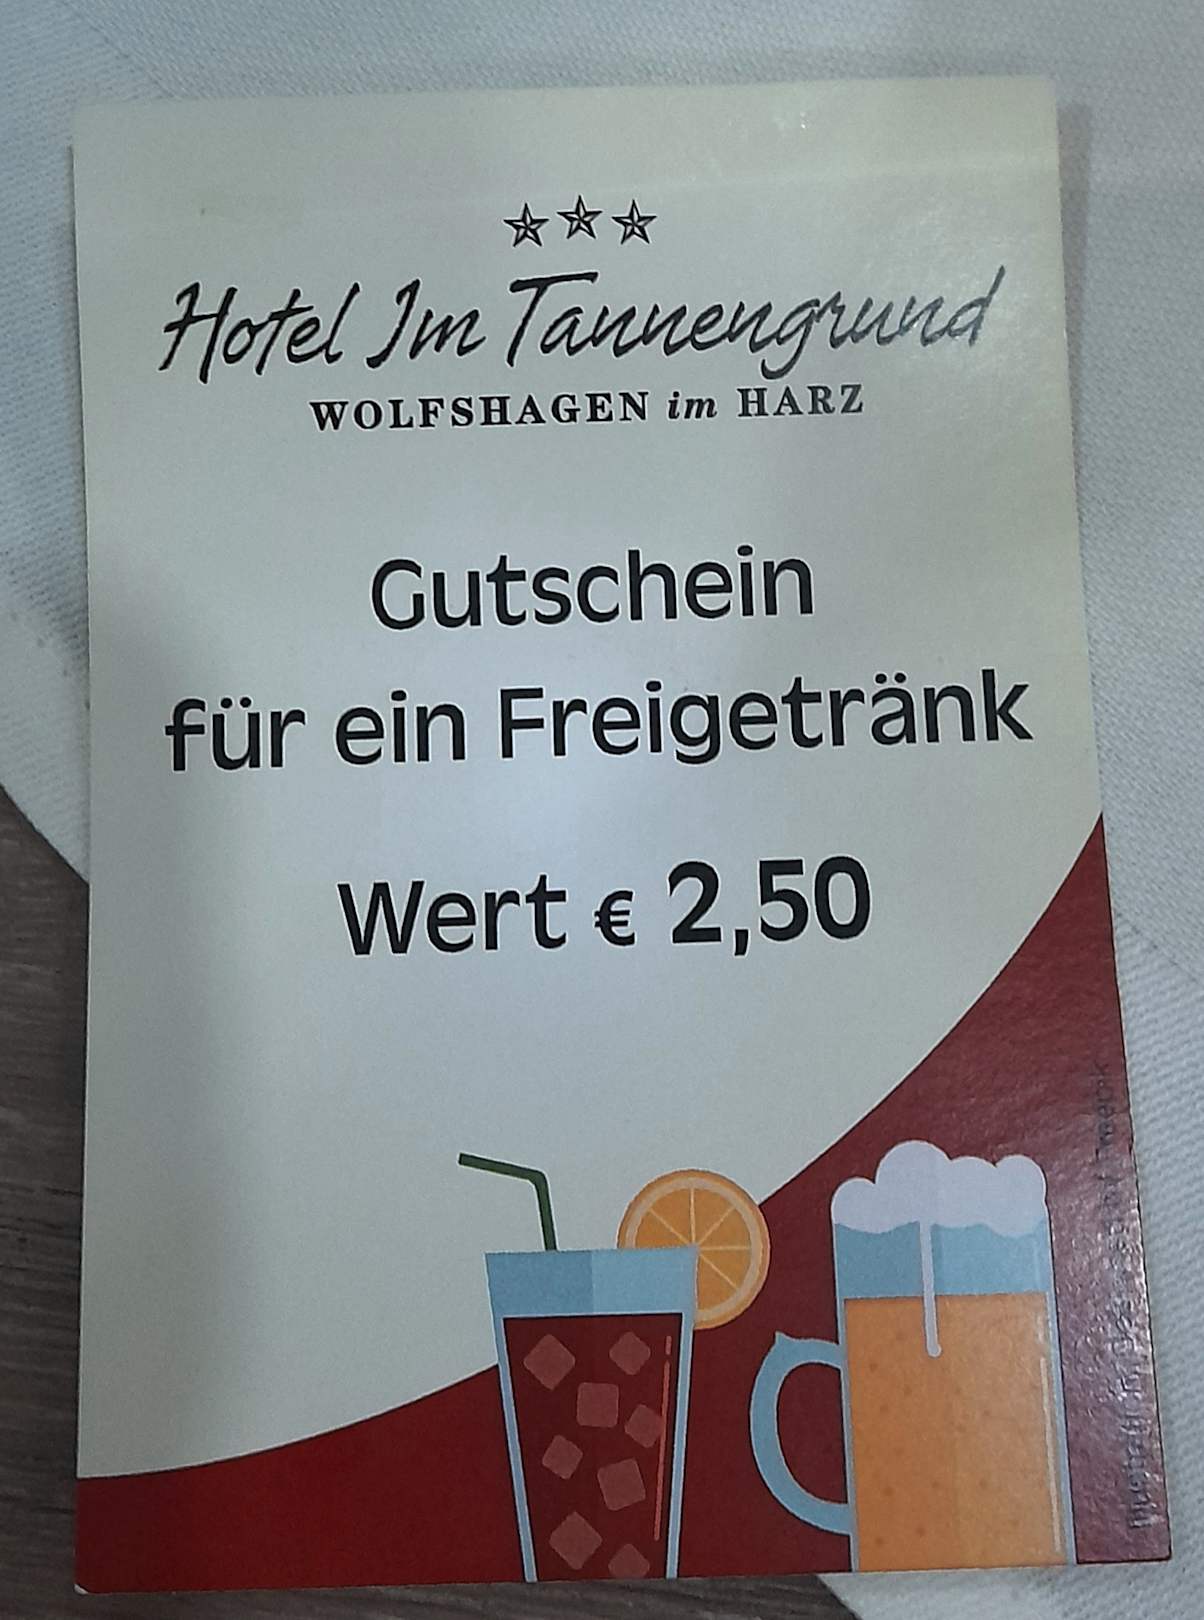 Hotel Im Tannengrund
WOLFSHAGEN im HARZ
Gutschein
für ein Freigetränk
Wert € 2,50